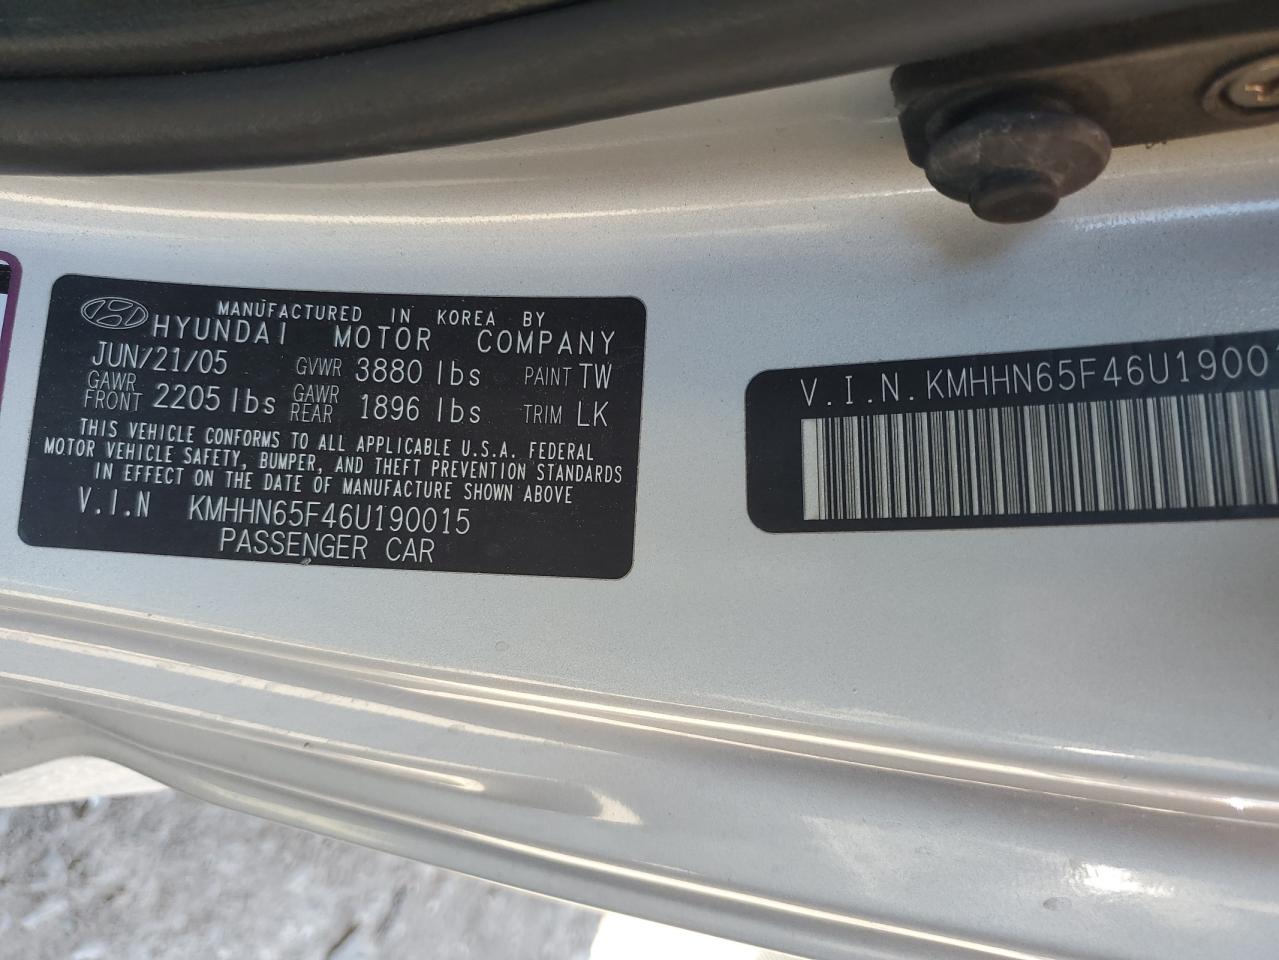 MANUFACTURED IN KOREA BY
HYUNDAI MOTOR COMPANY
JUN/21/05 GVWR 3880 lbs PAINT TW
GAWR FRONT 2205 lbs GAWR REAR 1896 lbs TRIM LK
THIS VEHICLE CONFORMS TO ALL APPLICABLE U.S.A. FEDERAL
MOTOR VEHICLE SAFETY, BUMPER, AND THEFT PREVENTION STANDARDS
IN EFFECT ON THE DATE OF MANUFACTURE SHOWN ABOVE
V.I.N KMHHN65F46U190015
PASSENGER CAR
V.I.N.KMHHN65F46U19001